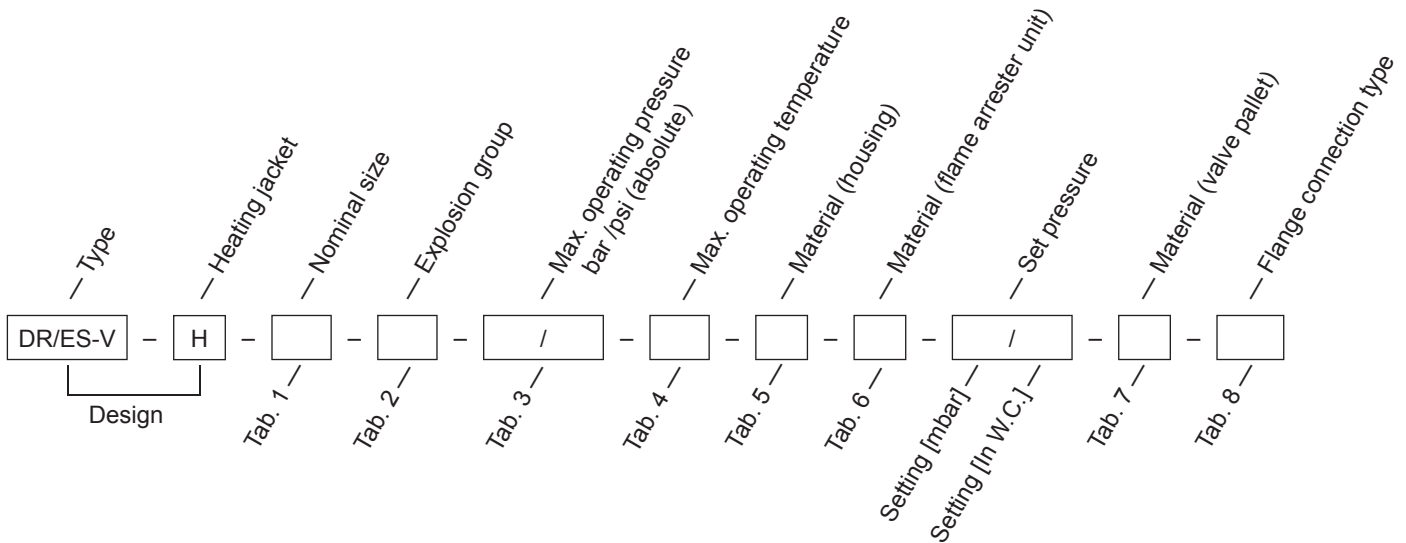 Type
Heating jacket
Nominal size
Explosion group
Max. operating pressure
bar /psi (absolute)
Max. operating temperature
Material (housing)
Material (flame arrester unit)
Set pressure
Material (valve pallet)
Flange connection type
DR/ES-V – H – – – / – – – – / – –
Design
Tab. 1
Tab. 2
Tab. 3
Tab. 4
Tab. 5
Tab. 6
Setting [mbar]
Setting [In W.C.]
Tab. 7
Tab. 8